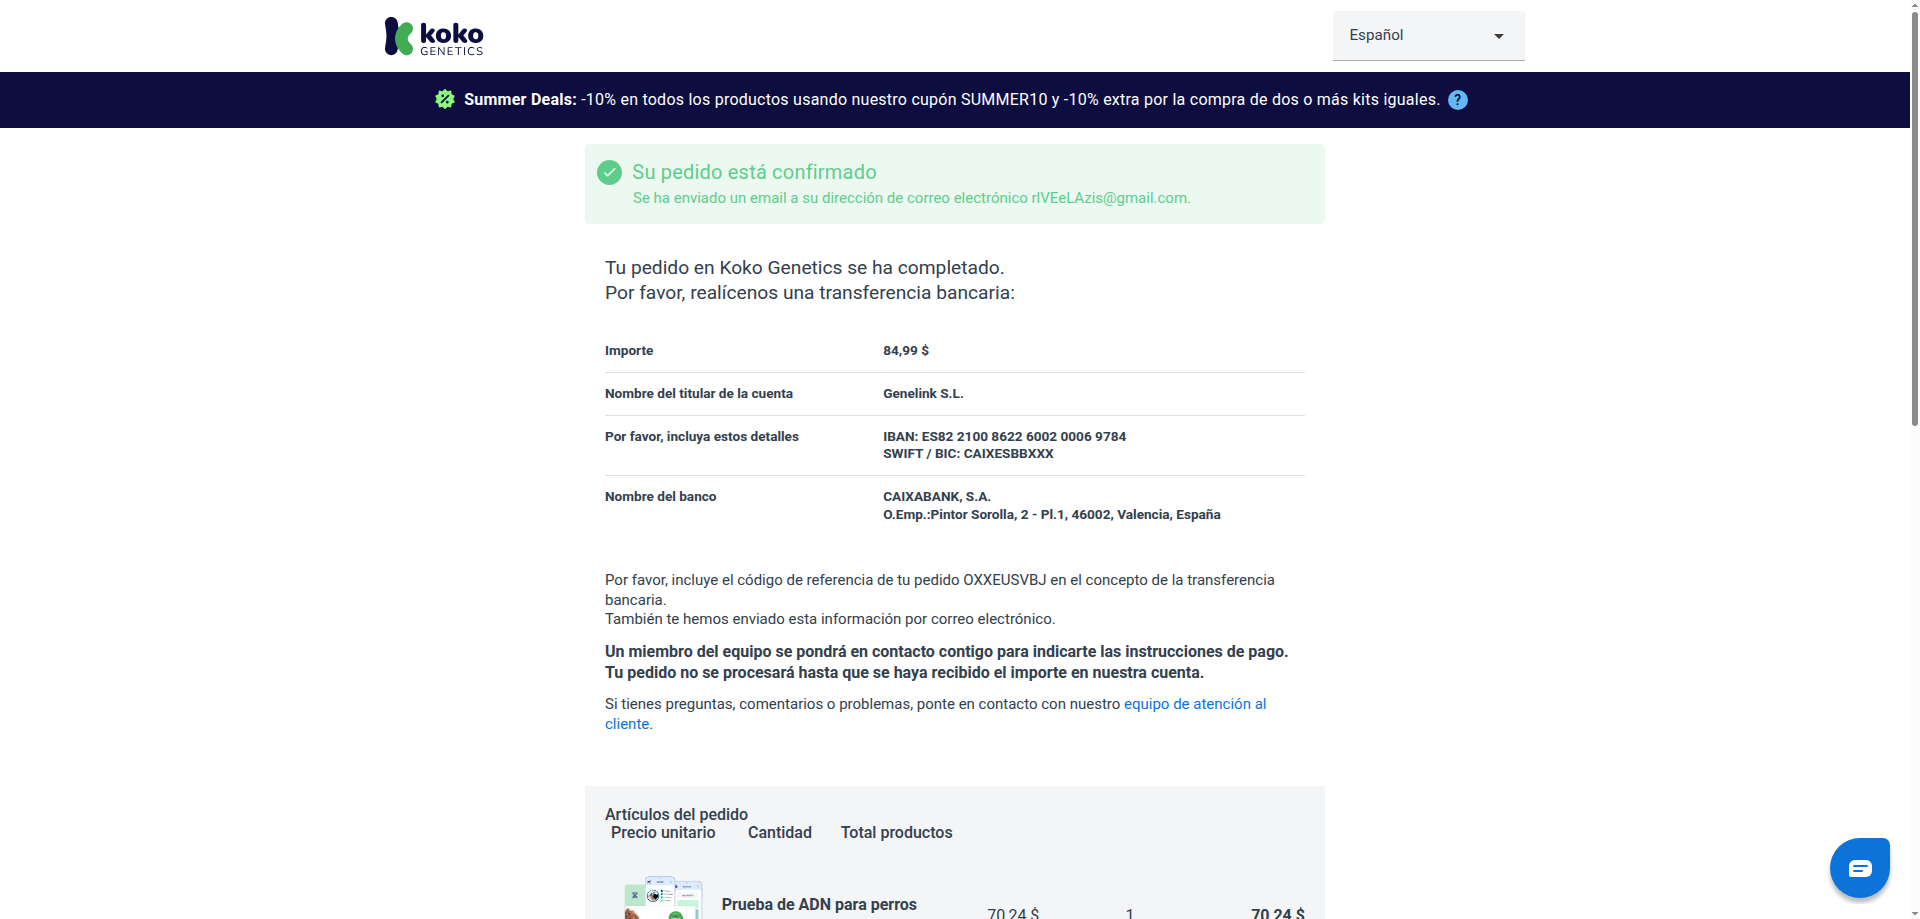 koko
GENETICS
Español
Summer Deals: -10% en todos los productos usando nuestro cupón SUMMER10 y -10% extra por la compra de dos o más kits iguales. ?
Su pedido está confirmado
Se ha enviado un email a su dirección de correo electrónico rIVEeLAzis@gmail.com.
Tu pedido en Koko Genetics se ha completado.
Por favor, realícenos una transferencia bancaria:
Importe 84,99 $
Nombre del titular de la cuenta Genelink S.L.
Por favor, incluya estos detalles IBAN: ES82 2100 8622 6002 0006 9784
SWIFT / BIC: CAIXESBBXXX
Nombre del banco CAIXABANK, S.A.
O.Emp.:Pintor Sorolla, 2 - Pl.1, 46002, Valencia, España
Por favor, incluye el código de referencia de tu pedido OXXEUSVBJ en el concepto de la transferencia
bancaria.
También te hemos enviado esta información por correo electrónico.
Un miembro del equipo se pondrá en contacto contigo para indicarte las instrucciones de pago.
Tu pedido no se procesará hasta que se haya recibido el importe en nuestra cuenta.
Si tienes preguntas, comentarios o problemas, ponte en contacto con nuestro equipo de atención al
cliente.
Artículos del pedido
Precio unitario Cantidad Total productos
Prueba de ADN para perros
70,24 $ 1 70,24 $